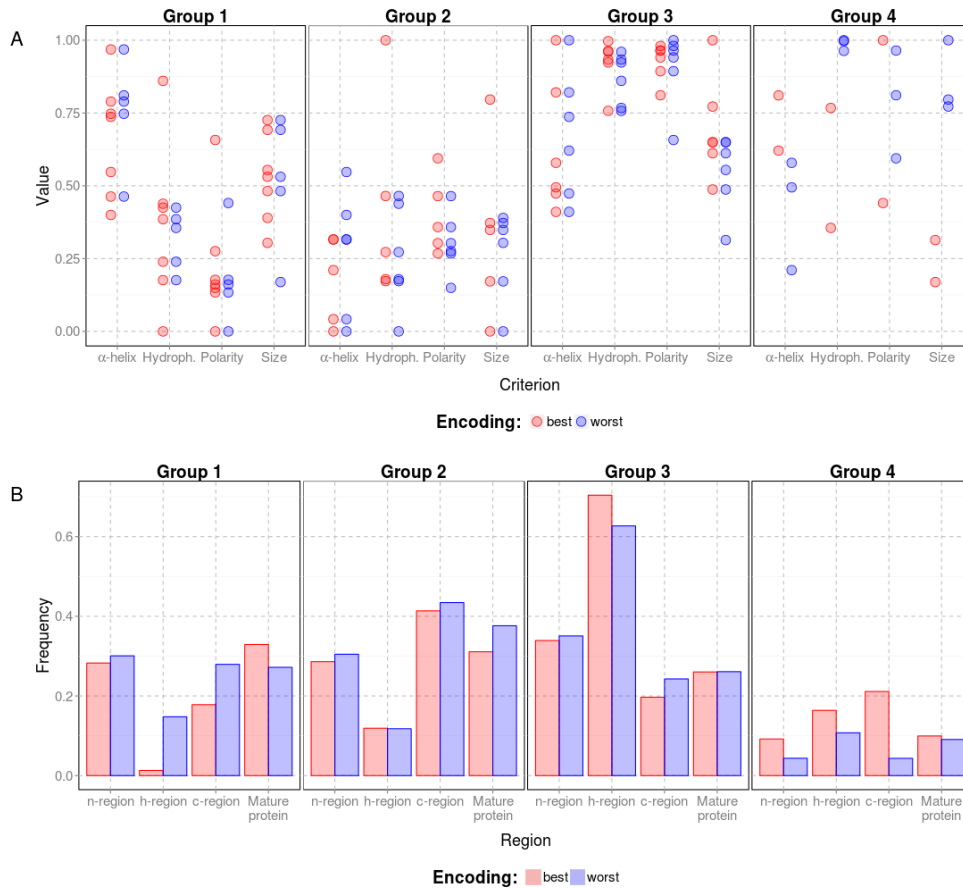 A
Group 1 Group 2 Group 3 Group 4
1.00
0.75
0.50
0.25
0.00
Value
α-helix Hydroph. Polarity Size α-helix Hydroph. Polarity Size α-helix Hydroph. Polarity Size α-helix Hydroph. Polarity Size
Criterion
Encoding: best worst
B
Group 1 Group 2 Group 3 Group 4
0.6
0.4
0.2
0.0
Frequency
n-region h-region c-region Mature n-region h-region c-region Mature n-region h-region c-region Mature n-region h-region c-region Mature
protein protein protein protein
Region
Encoding: best worst